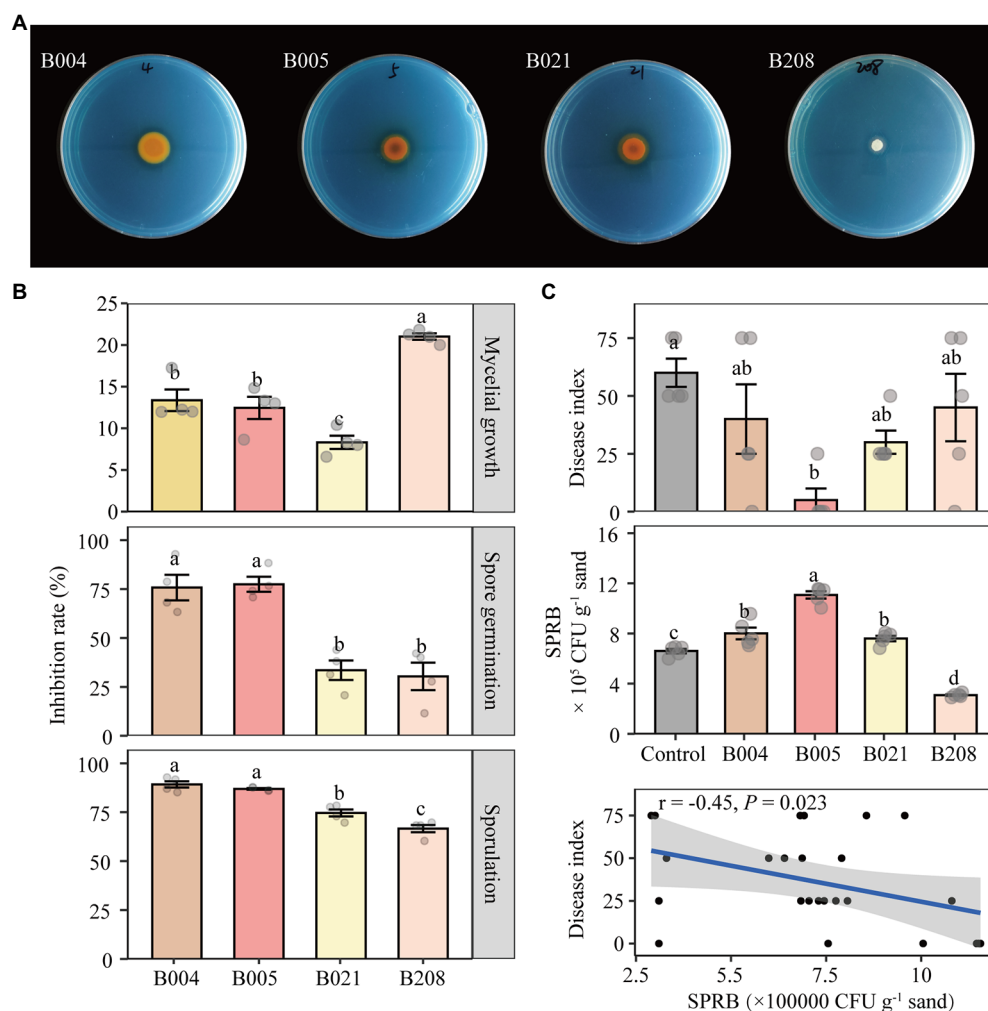 A
B004
B005
B021
B208
4
5
21
208
B
C
Inhibition rate (%)
25
20
15
10
5
0
b
b
c
a
Mycelial growth
100
75
50
25
0
a
a
b
b
Spore germination
100
75
50
25
0
a
a
b
c
Sporulation
B004
B005
B021
B208
Disease index
75
50
25
0
a
ab
b
ab
ab
SPRB
× 10⁵ CFU g⁻¹ sand
16
12
8
4
0
c
b
a
b
d
Control
B004
B005
B021
B208
Disease index
75
50
25
0
r = -0.45, P = 0.023
2.5
5.5
7.5
10
SPRB (×100000 CFU g⁻¹ sand)